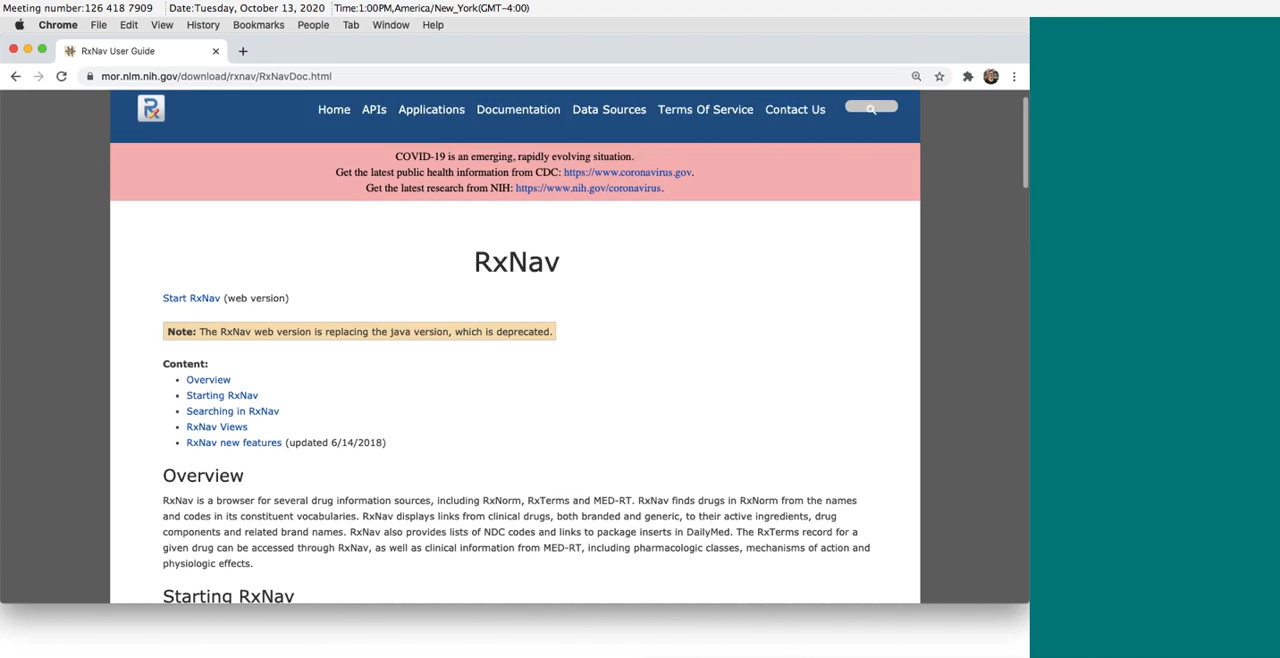 Meeting number:126 418 7909 Date:Tuesday, October 13, 2020 Time:1:00PM,America/New_York(GMT-4:00)
Chrome File Edit View History Bookmarks People Tab Window Help
RxNav User Guide
mor.nlm.nih.gov/download/rxnav/RxNavDoc.html
Home APIs Applications Documentation Data Sources Terms Of Service Contact Us
COVID-19 is an emerging, rapidly evolving situation.
Get the latest public health information from CDC: https://www.coronavirus.gov.
Get the latest research from NIH: https://www.nih.gov/coronavirus.
RxNav
Start RxNav (web version)
Note: The RxNav web version is replacing the java version, which is deprecated.
Content:
• Overview
• Starting RxNav
• Searching in RxNav
• RxNav Views
• RxNav new features (updated 6/14/2018)
Overview
RxNav is a browser for several drug information sources, including RxNorm, RxTerms and MED-RT. RxNav finds drugs in RxNorm from the names
and codes in its constituent vocabularies. RxNav displays links from clinical drugs, both branded and generic, to their active ingredients, drug
components and related brand names. RxNav also provides lists of NDC codes and links to package inserts in DailyMed. The RxTerms record for a
given drug can be accessed through RxNav, as well as clinical information from MED-RT, including pharmacologic classes, mechanisms of action and
physiologic effects.
Starting RxNav